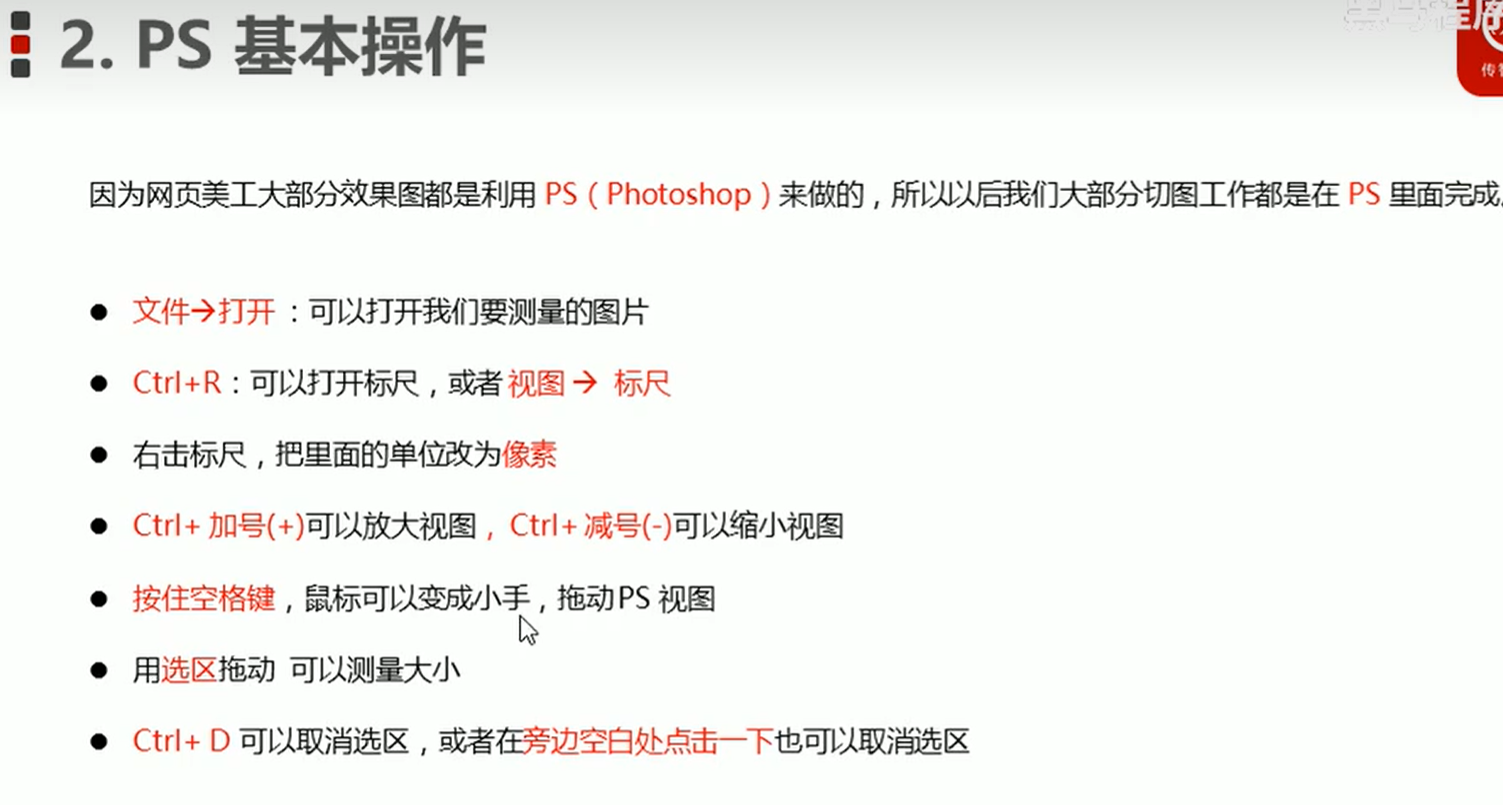 2. PS 基本操作
因为网页美工大部分效果图都是利用 PS（Photoshop）来做的，所以以后我们大部分切图工作都是在 PS 里面完成
● 文件→打开 ：可以打开我们要测量的图片
● Ctrl+R：可以打开标尺，或者 视图 → 标尺
● 右击标尺，把里面的单位改为像素
● Ctrl+ 加号(+)可以放大视图，Ctrl+ 减号(-)可以缩小视图
● 按住空格键，鼠标可以变成小手，拖动PS 视图
● 用选区拖动 可以测量大小
● Ctrl+ D 可以取消选区，或者在旁边空白处点击一下也可以取消选区